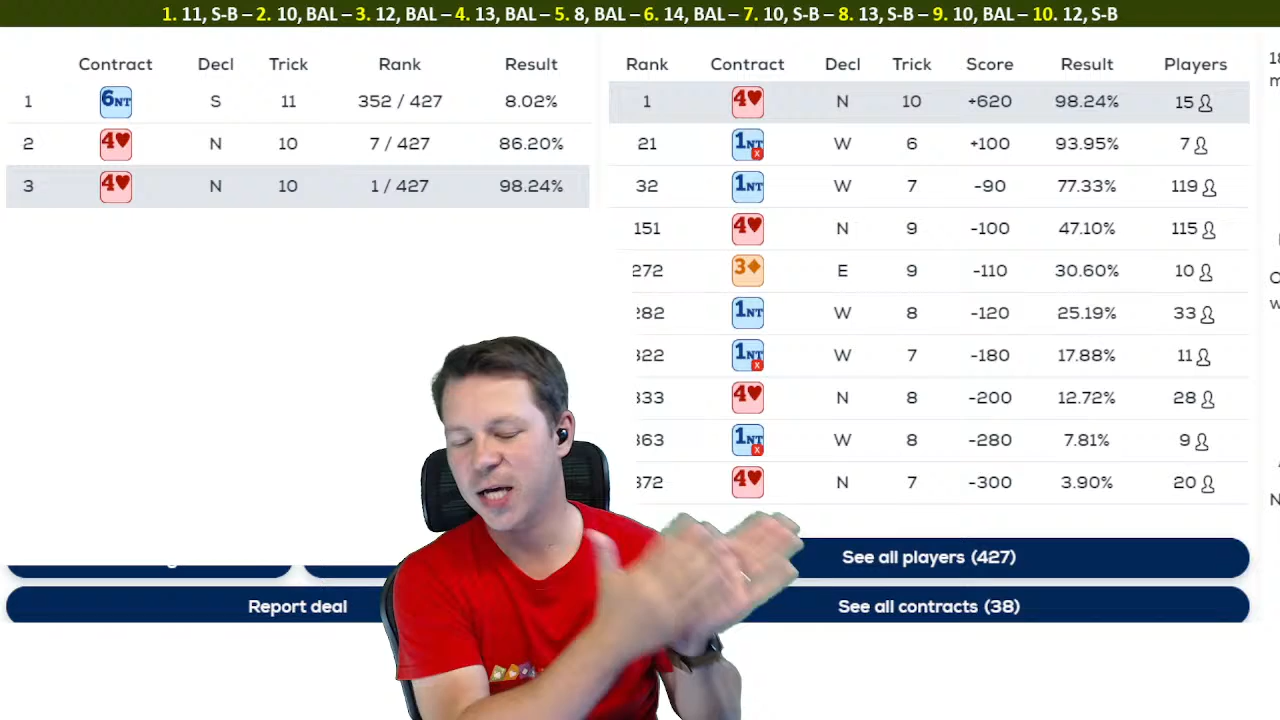 1. 11, S-B – 2. 10, BAL – 3. 12, BAL – 4. 13, BAL – 5. 8, BAL – 6. 14, BAL – 7. 10, S-B – 8. 13, S-B – 9. 10, BAL – 10. 12, S-B
Contract Decl Trick Rank Result
1 6NT S 11 352 / 427 8.02%
2 4♥ N 10 7 / 427 86.20%
3 4♥ N 10 1 / 427 98.24%
Report deal
Rank Contract Decl Trick Score Result Players
1 4♥ N 10 +620 98.24% 15
21 1NT x W 6 +100 93.95% 7
32 1NT W 7 -90 77.33% 119
151 4♥ N 9 -100 47.10% 115
272 3♦ E 9 -110 30.60% 10
282 1NT W 8 -120 25.19% 33
322 1NT x W 7 -180 17.88% 11
333 4♥ N 8 -200 12.72% 28
363 1NT x W 8 -280 7.81% 9
372 4♥ N 7 -300 3.90% 20
See all players (427)
See all contracts (38)